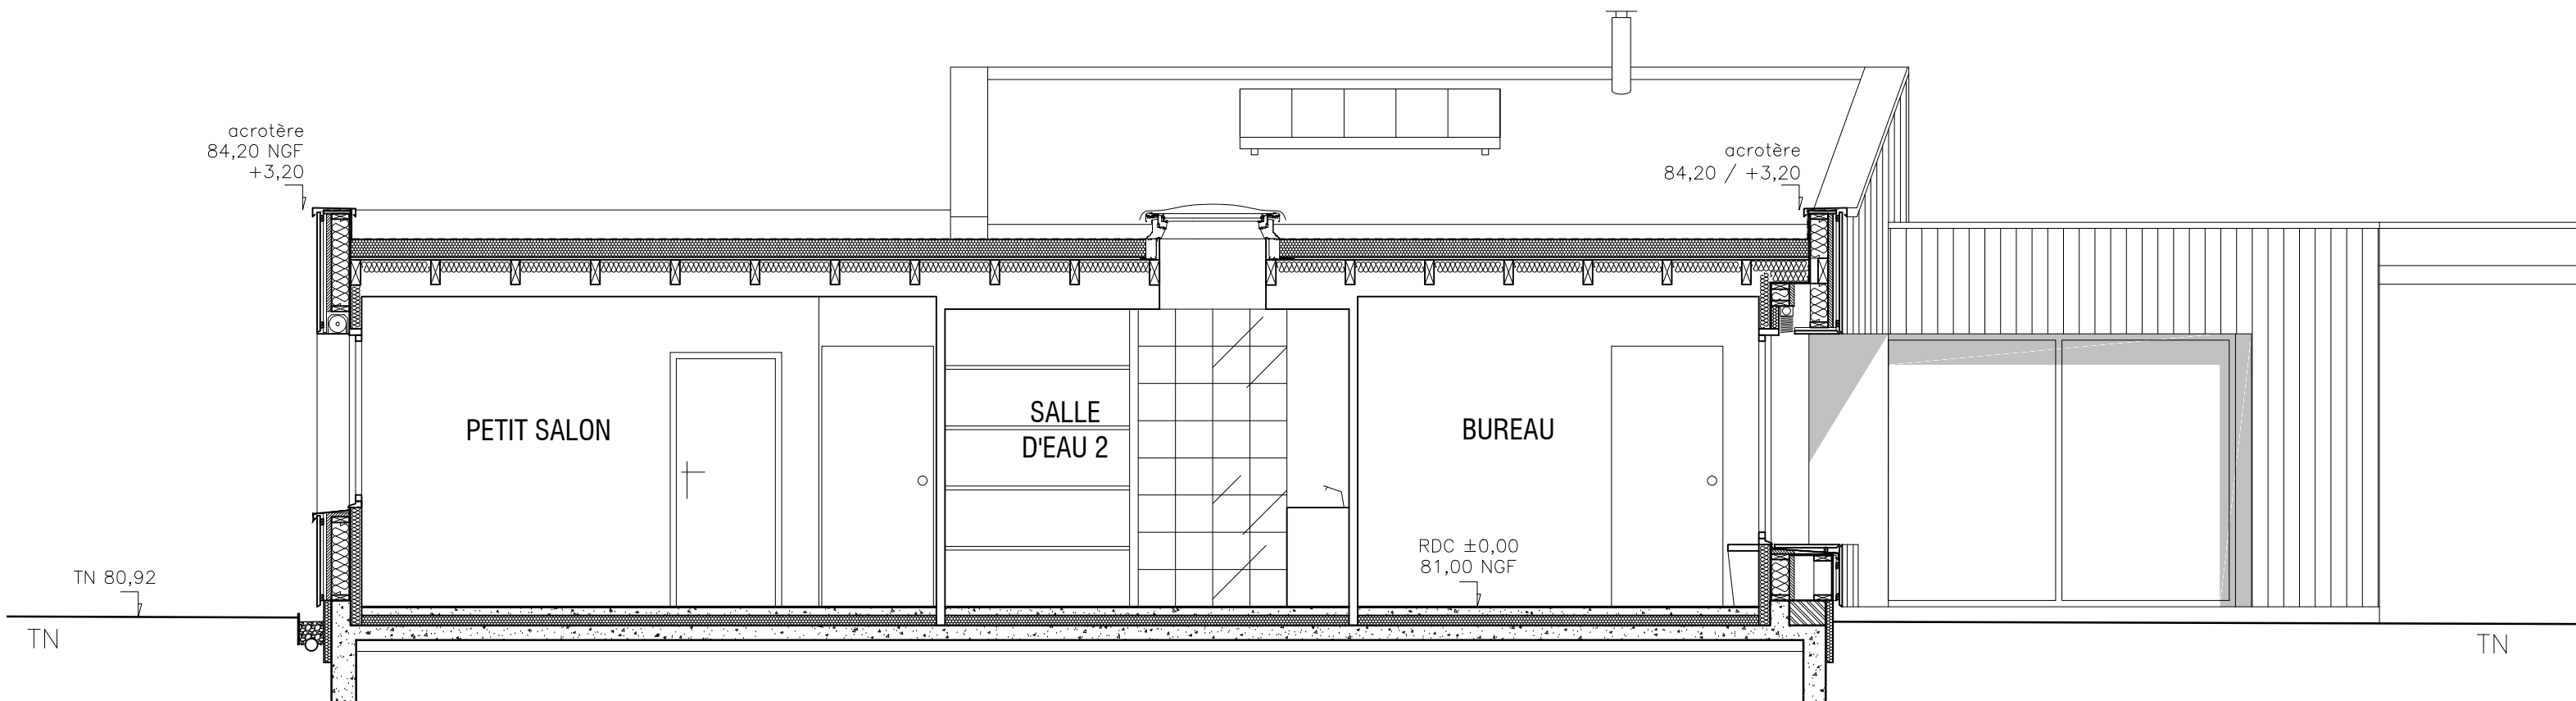 acrotère
84,20 NGF
+3,20
acrotère
84,20 / +3,20
PETIT SALON
SALLE
D'EAU 2
BUREAU
RDC ±0,00
81,00 NGF
TN 80,92
TN
TN